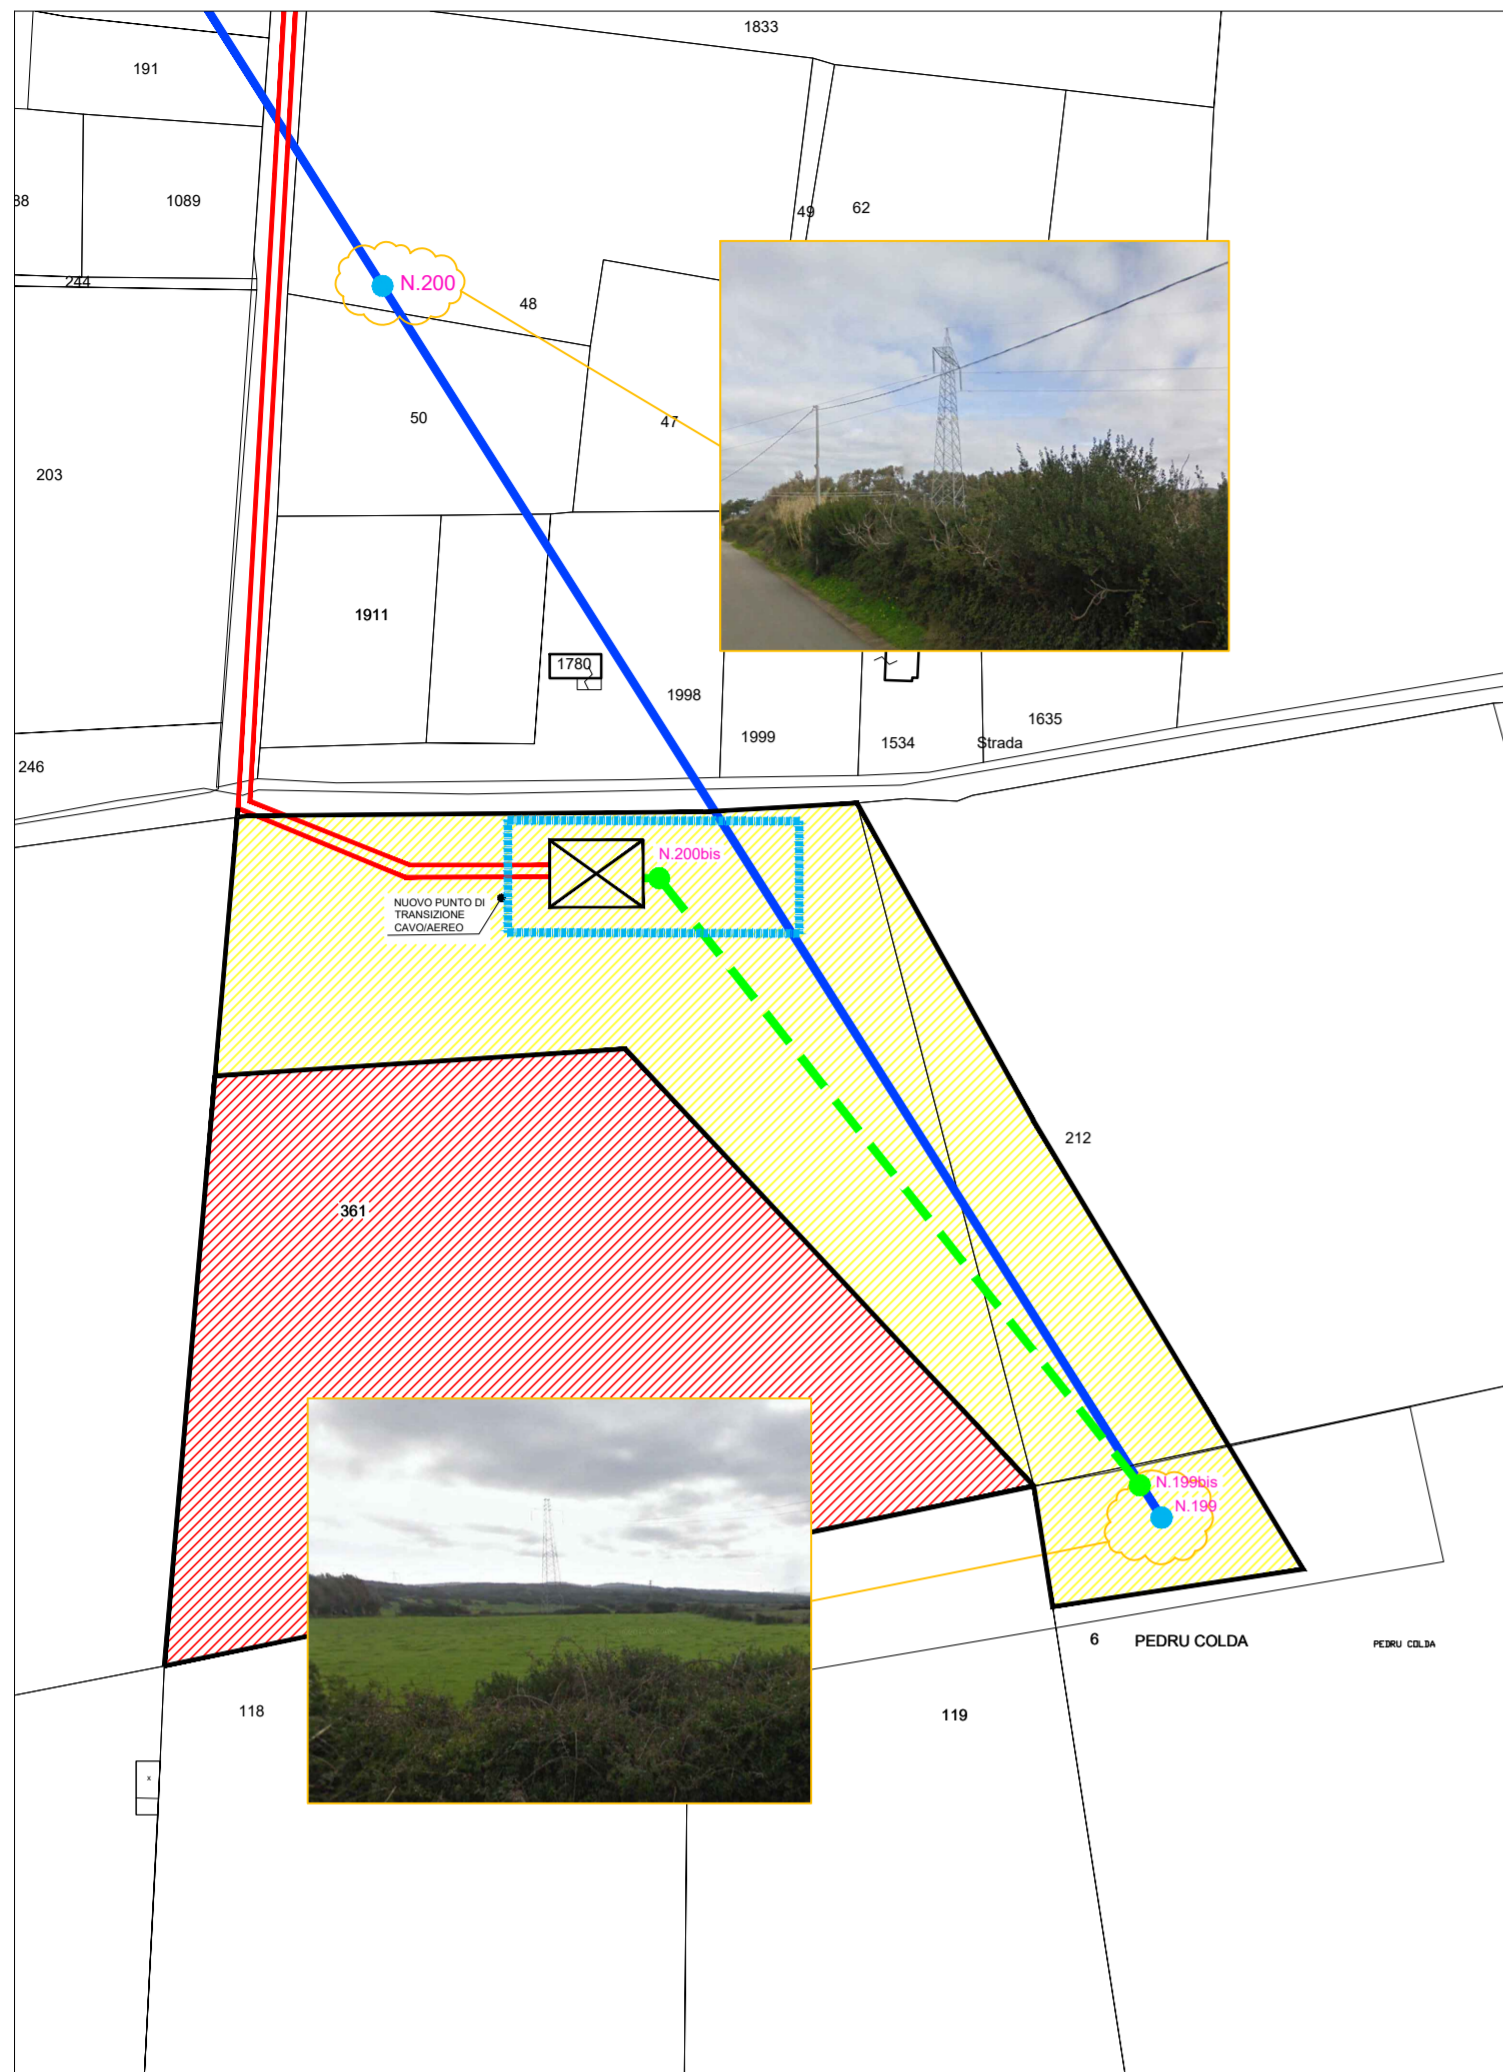 1833
191
1089
49
62
244
N.200
48
50
47
203
1911
1780
1998
1999
1534
1635
Strada
246
N.200bis
NUOVO PUNTO DI
TRANSIZIONE
CAVO/AEREO
212
361
N.199bis
N.199
6
PEDRU COLDA
PEDRU COLDA
118
119
x